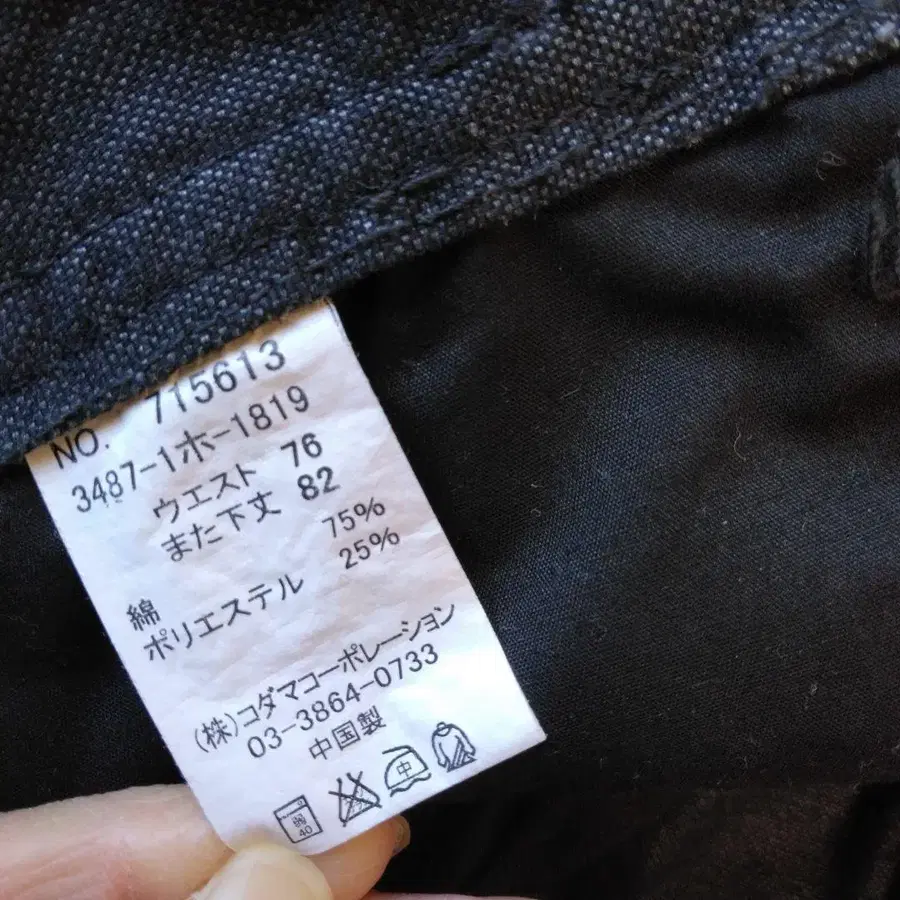 NO. 715613
3487-1ホ-1819
ウエスト 76
また下丈 82
綿 75%
ポリエステル 25%
(株)コダマコーポレーション
03-3864-0733
中国製
40 中